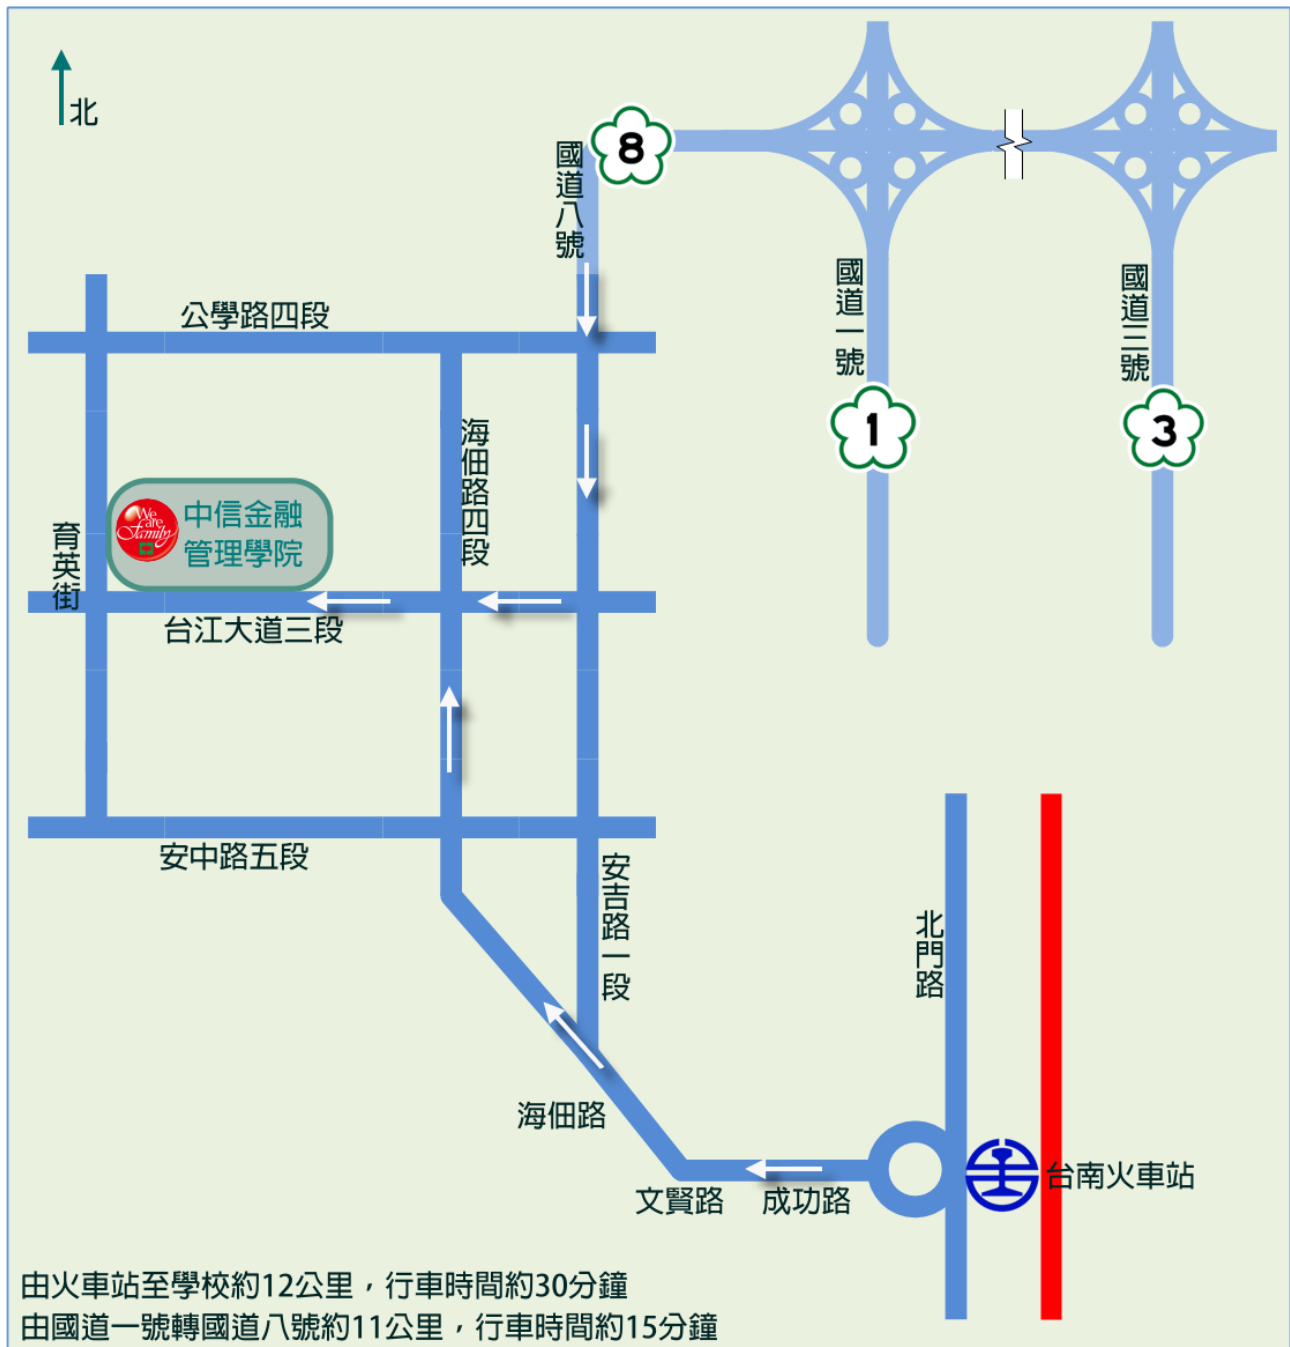 北
8
國道八號
國道一號
國道三號
公學路四段
1
3
海佃路四段
We
are
Family
中信金融
管理學院
育英街
台江大道三段
安中路五段
安吉路一段
北門路
海佃路
台南火車站
文賢路
成功路
由火車站至學校約12公里，行車時間約30分鐘
由國道一號轉國道八號約11公里，行車時間約15分鐘